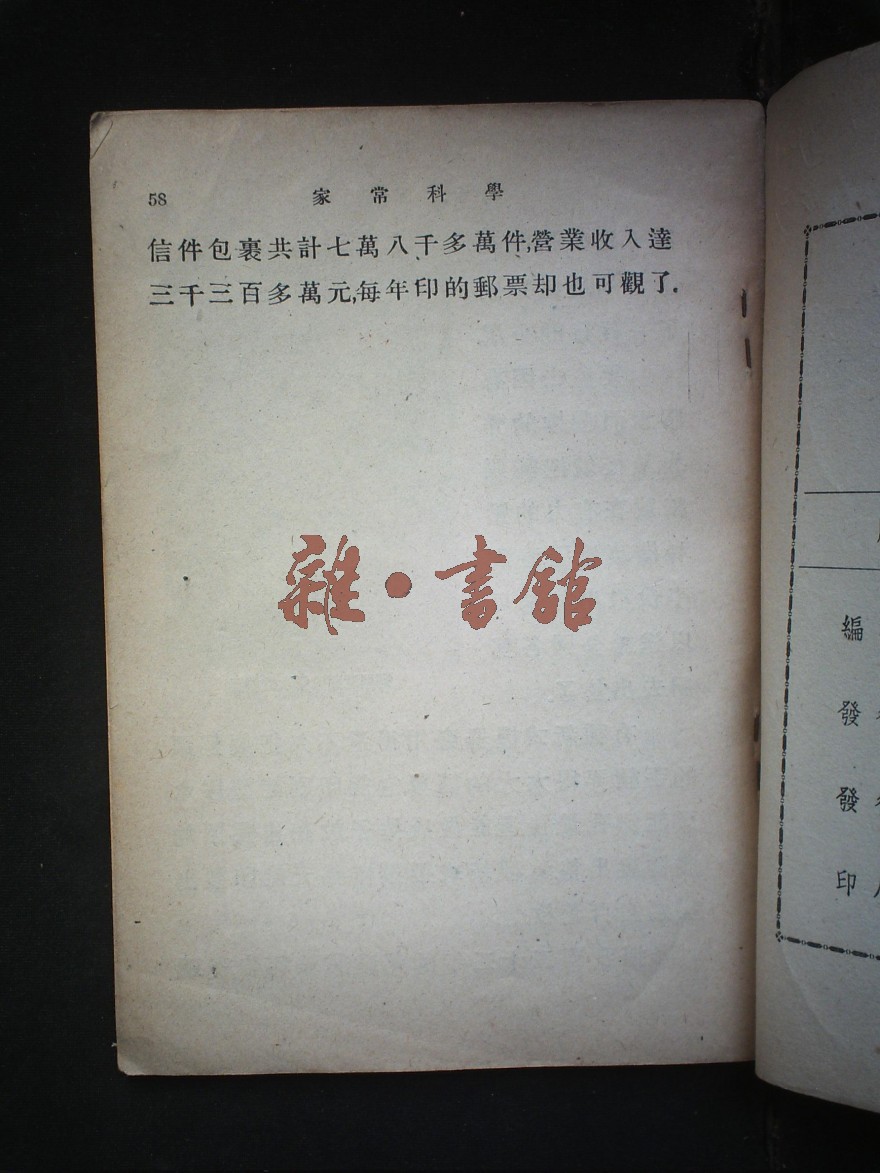 58 家常科學
信件包裹共計七萬八千多萬件,營業收入達
三千三百多萬元,每年印的郵票却也可觀了.
雜·書館
編
發
發
印